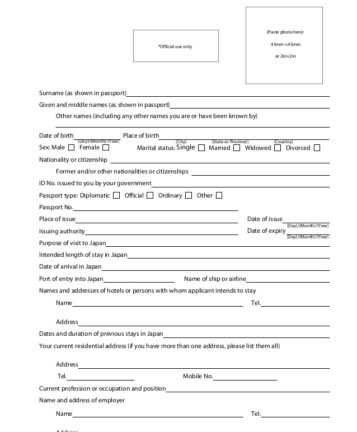 (Paste photo here)
45mm ×45mm
or 2in×2in
*Official use only
Surname (as shown in passport)
Given and middle names (as shown in passport)
Other names (including any other names you are or have been known by)
Date of birth Place of birth
(Day)/(Month)/(Year) (City) (State or Province) (Country)
Sex: Male Female Marital status: Single Married Widowed Divorced
Nationality or citizenship
Former and/or other nationalities or citizenships
ID No. issued to you by your government
Passport type: Diplomatic Official Ordinary Other
Passport No.
Place of issue Date of issue
(Day)/(Month)/(Year)
Issuing authority Date of expiry
(Day)/(Month)/(Year)
Purpose of visit to Japan
Intended length of stay in Japan
Date of arrival in Japan
Port of entry into Japan Name of ship or airline
Names and addresses of hotels or persons with whom applicant intends to stay
Name Tel.
Address
Dates and duration of previous stays in Japan
Your current residential address (if you have more than one address, please list them all)
Address
Tel. Mobile No.
Current profession or occupation and position
Name and address of employer
Name Tel.
Address